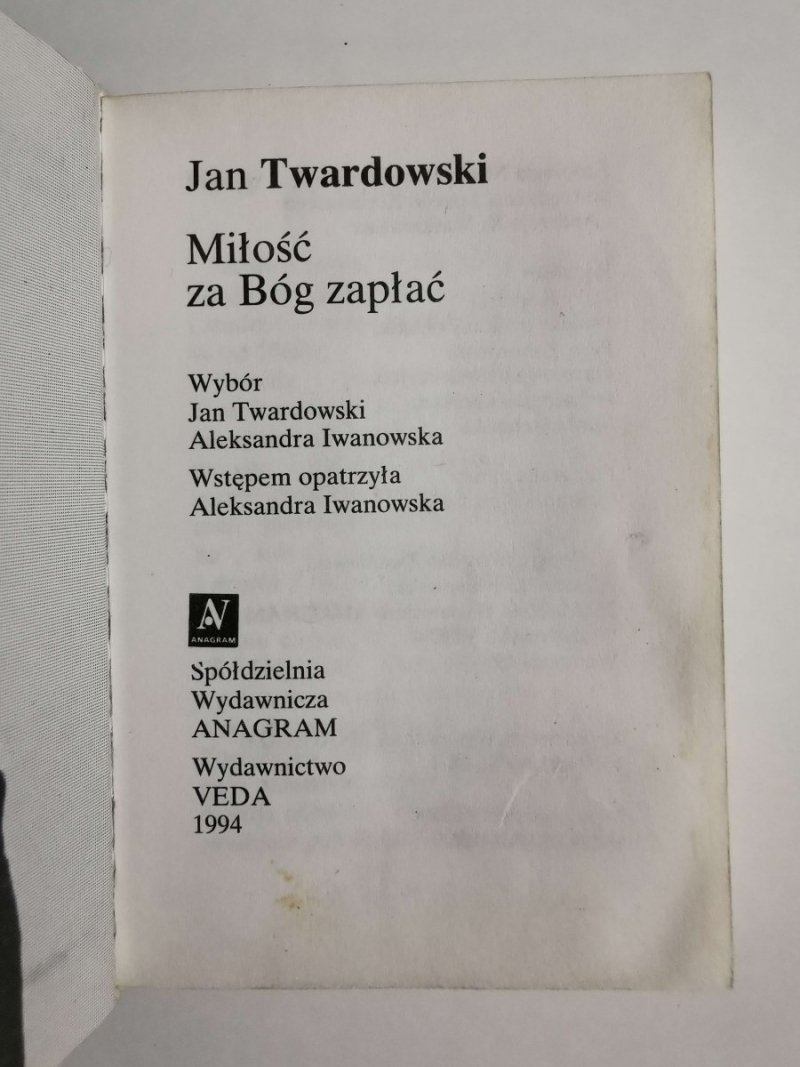 Jan Twardowski
Miłość
za Bóg zapłać
Wybór
Jan Twardowski
Aleksandra Iwanowska
Wstępem opatrzyła
Aleksandra Iwanowska
AN
ANAGRAM
Spółdzielnia
Wydawnicza
ANAGRAM
Wydawnictwo
VEDA
1994